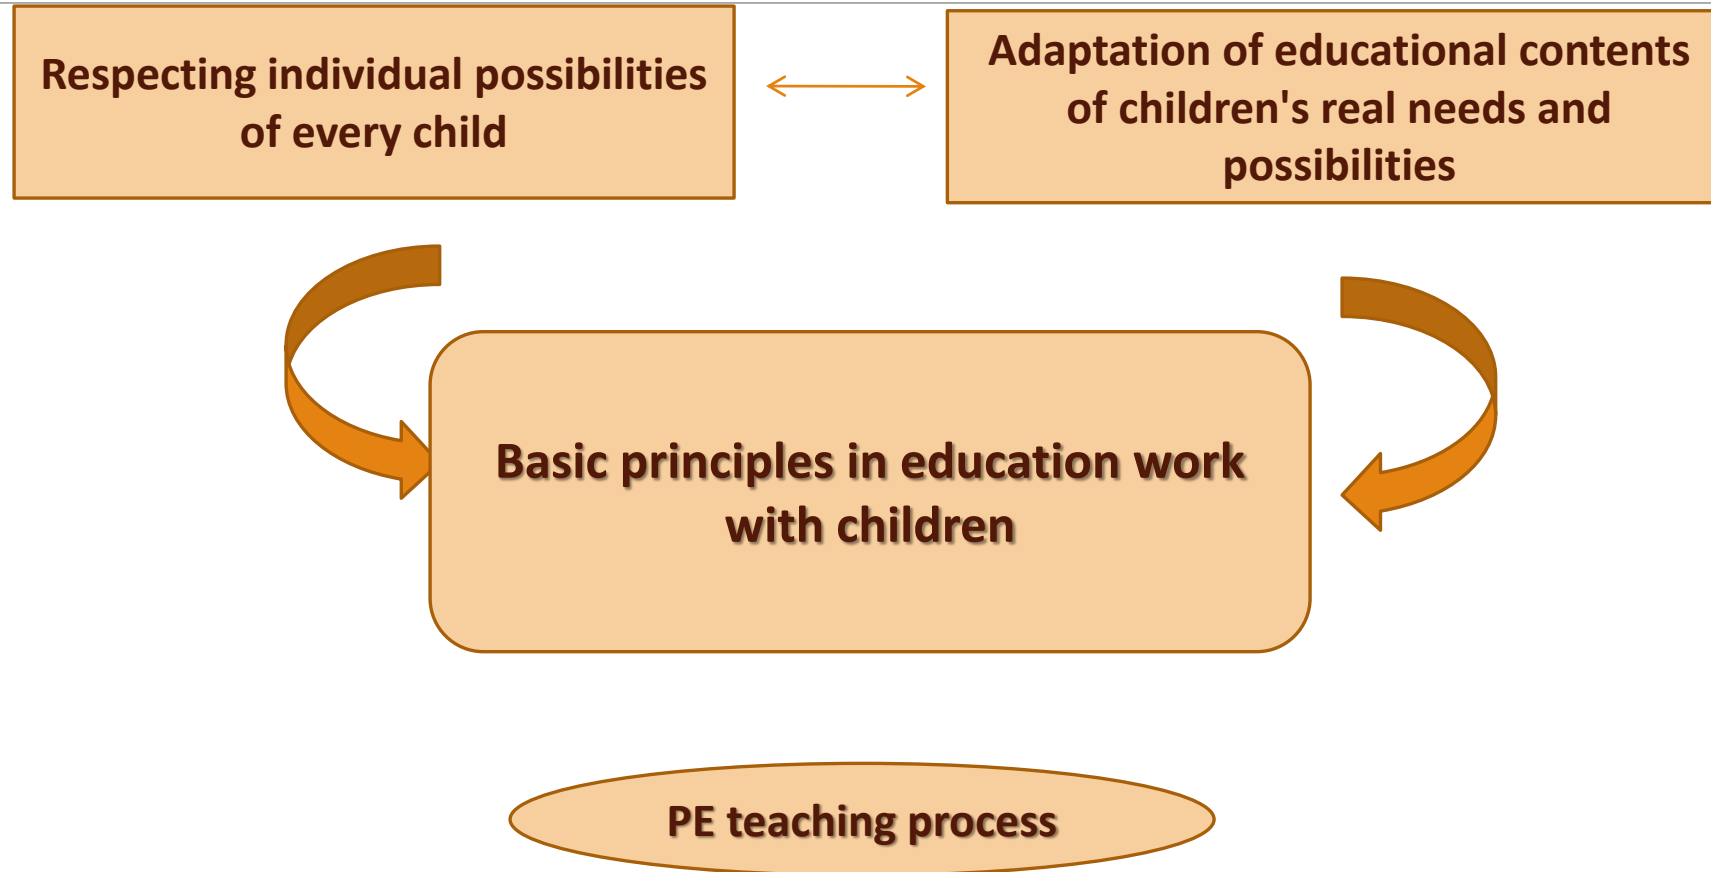 Respecting individual possibilities
of every child
Adaptation of educational contents
of children's real needs and
possibilities
Basic principles in education work
with children
PE teaching process